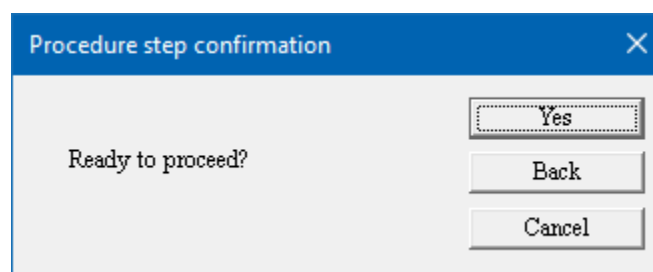 Procedure step confirmation
Ready to proceed?
Yes
Back
Cancel